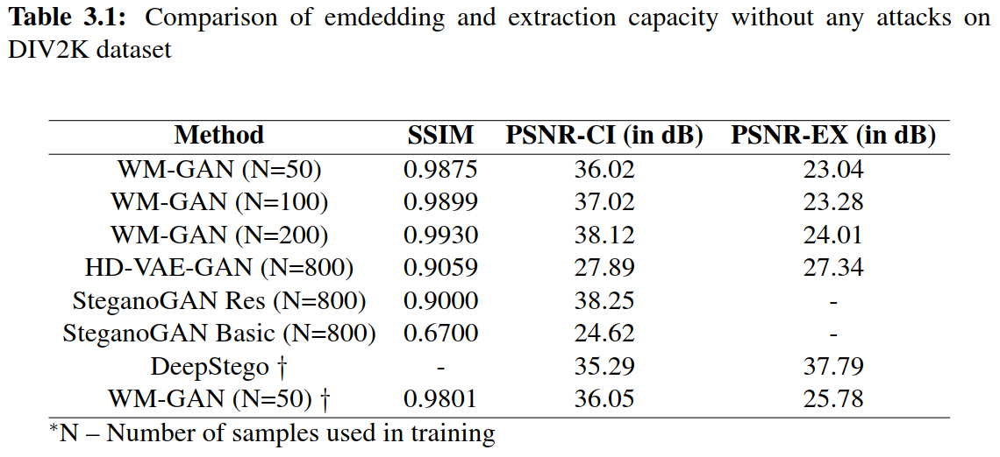 Table 3.1: Comparison of emdedding and extraction capacity without any attacks on
DIV2K dataset
Method SSIM PSNR-CI (in dB) PSNR-EX (in dB)
WM-GAN (N=50) 0.9875 36.02 23.04
WM-GAN (N=100) 0.9899 37.02 23.28
WM-GAN (N=200) 0.9930 38.12 24.01
HD-VAE-GAN (N=800) 0.9059 27.89 27.34
SteganoGAN Res (N=800) 0.9000 38.25 -
SteganoGAN Basic (N=800) 0.6700 24.62 -
DeepStego † - 35.29 37.79
WM-GAN (N=50) † 0.9801 36.05 25.78
*N – Number of samples used in training